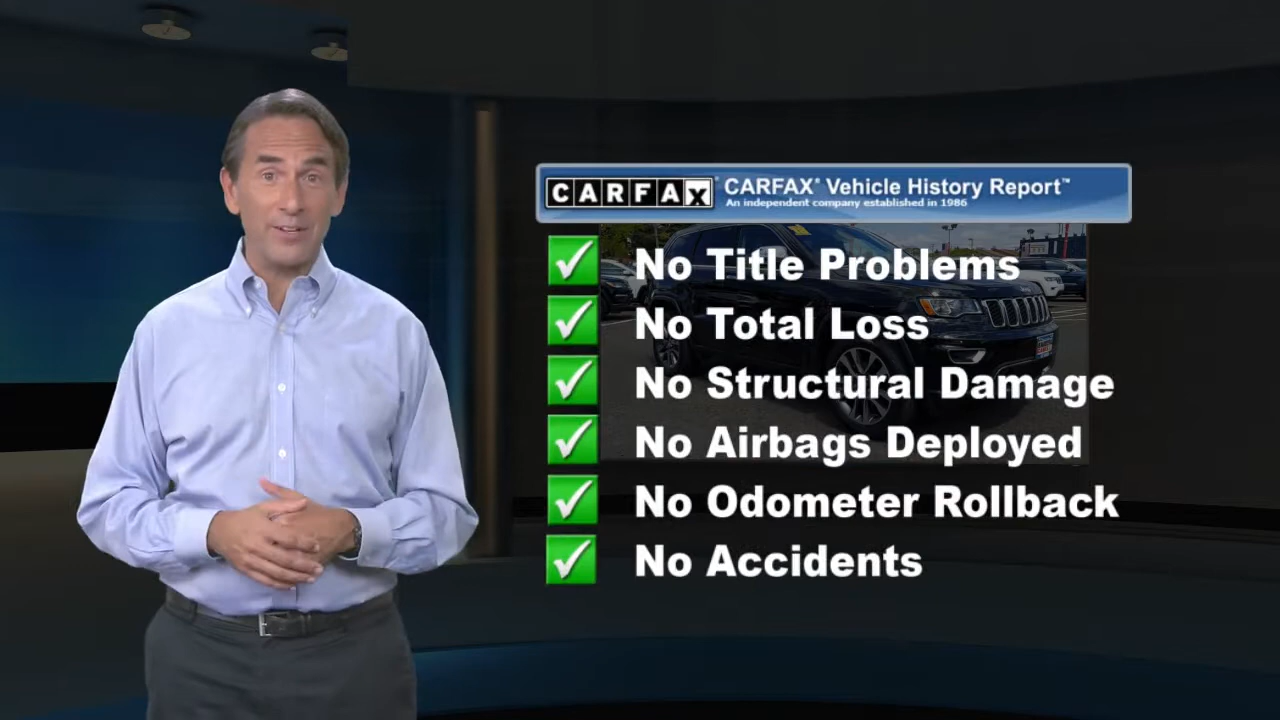 CARFAX® CARFAX® Vehicle History Report™
An independent company established in 1986
No Title Problems
No Total Loss
No Structural Damage
No Airbags Deployed
No Odometer Rollback
No Accidents